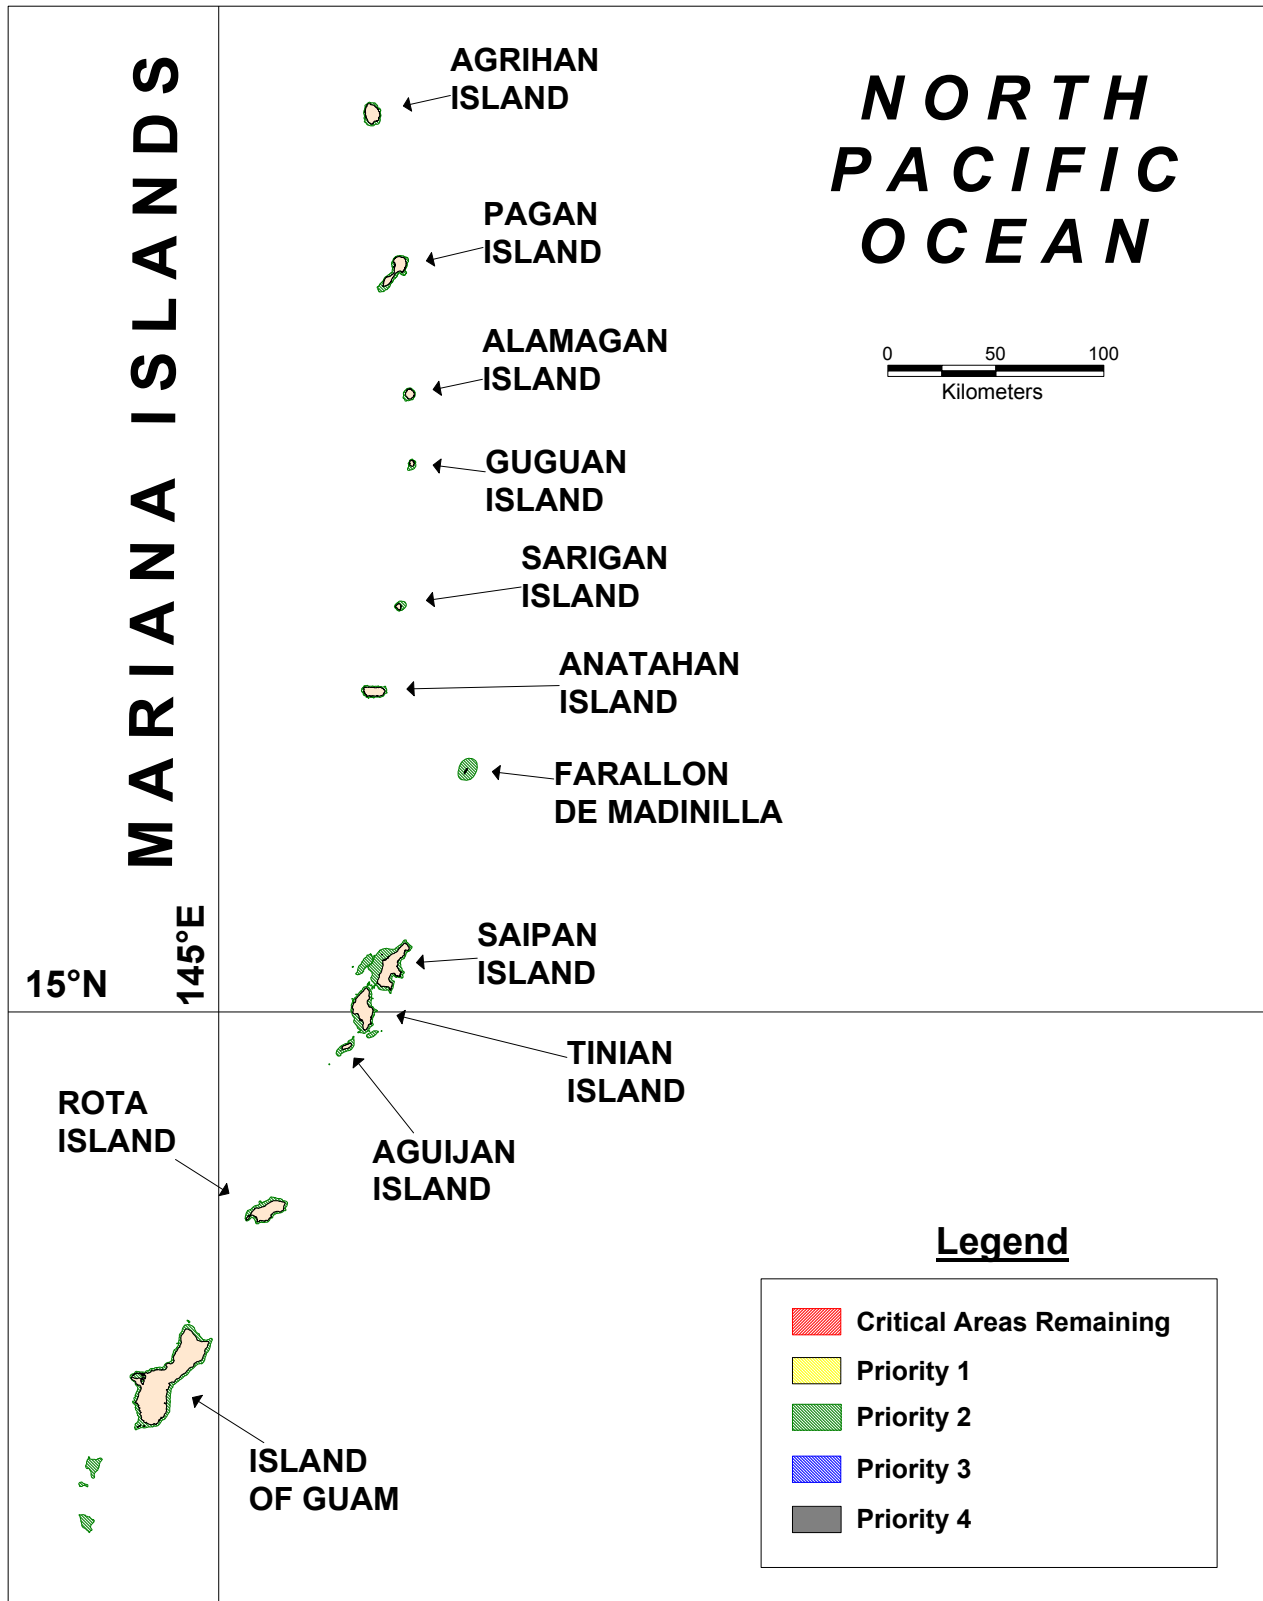 MARIANA ISLANDS
AGRIHAN
ISLAND
NORTH
PACIFIC
OCEAN
PAGAN
ISLAND
ALAMAGAN
ISLAND
0 50 100
Kilometers
GUGUAN
ISLAND
SARIGAN
ISLAND
ANATAHAN
ISLAND
FARALLON
DE MADINILLA
SAIPAN
ISLAND
15°N
145°E
TINIAN
ISLAND
ROTA
ISLAND
AGUIJAN
ISLAND
ISLAND
OF GUAM
Legend
Critical Areas Remaining
Priority 1
Priority 2
Priority 3
Priority 4